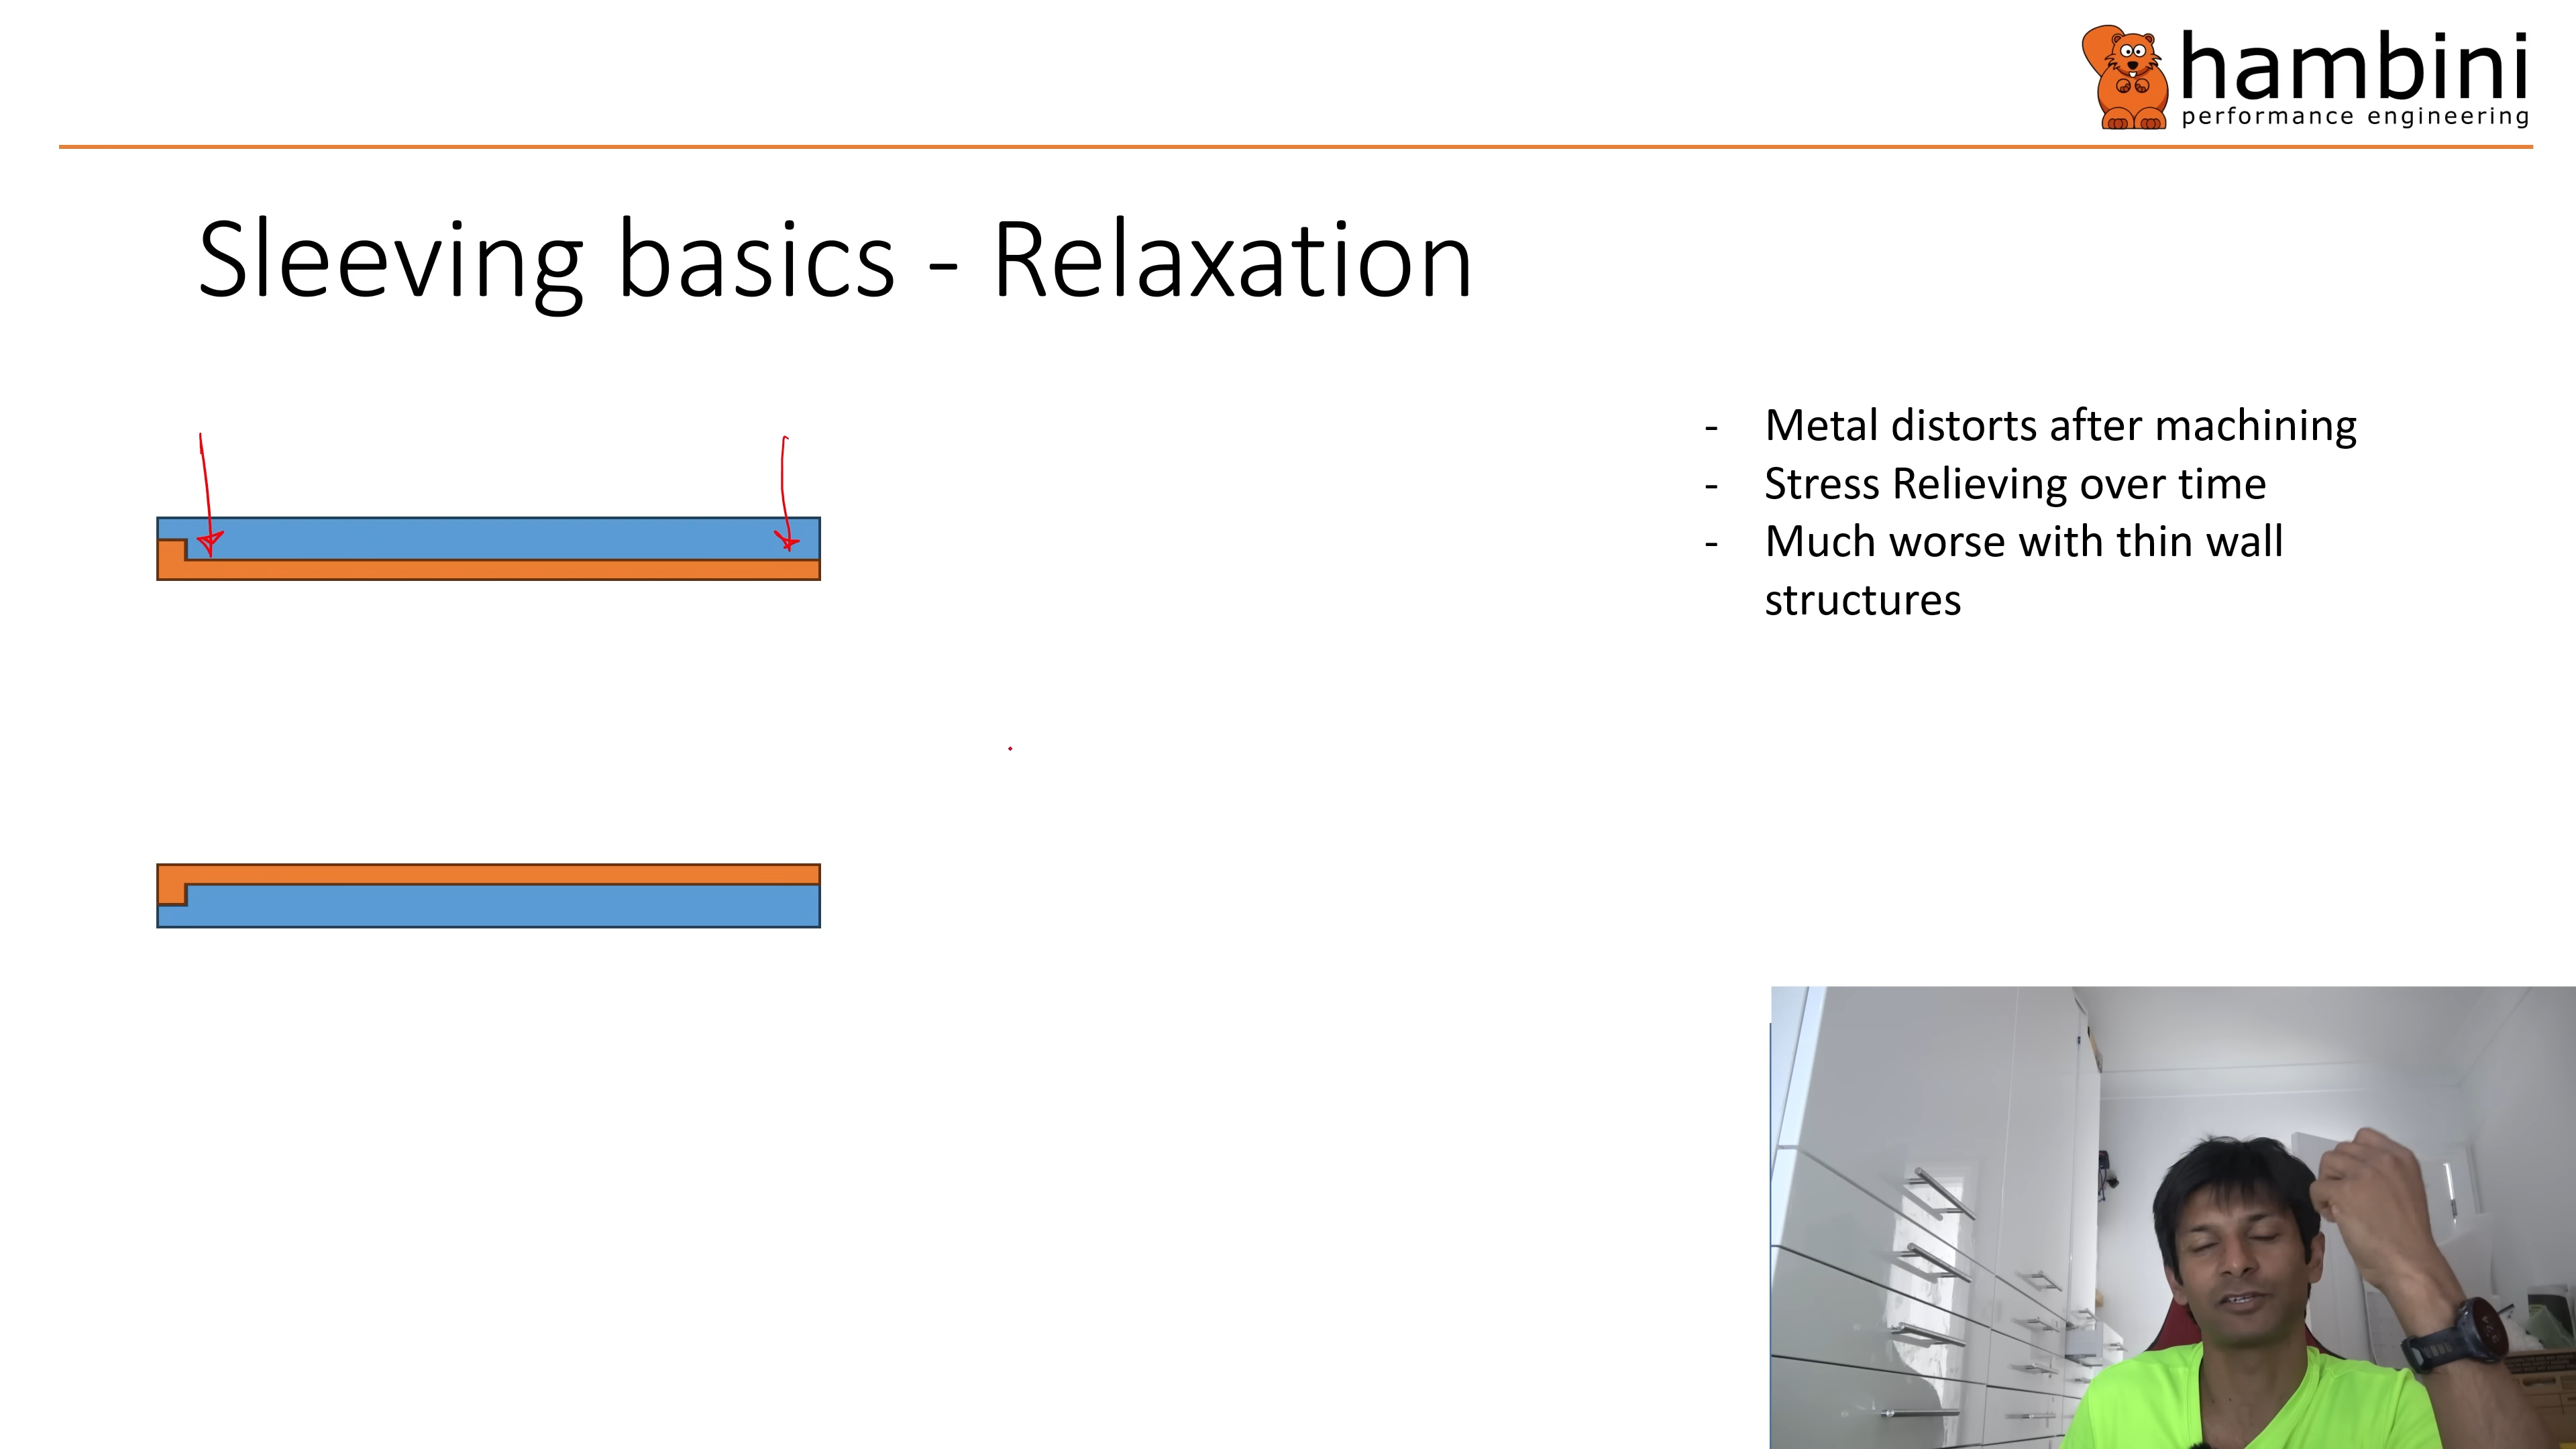 hambini
performance engineering
Sleeving basics - Relaxation
- Metal distorts after machining
- Stress Relieving over time
- Much worse with thin wall
structures